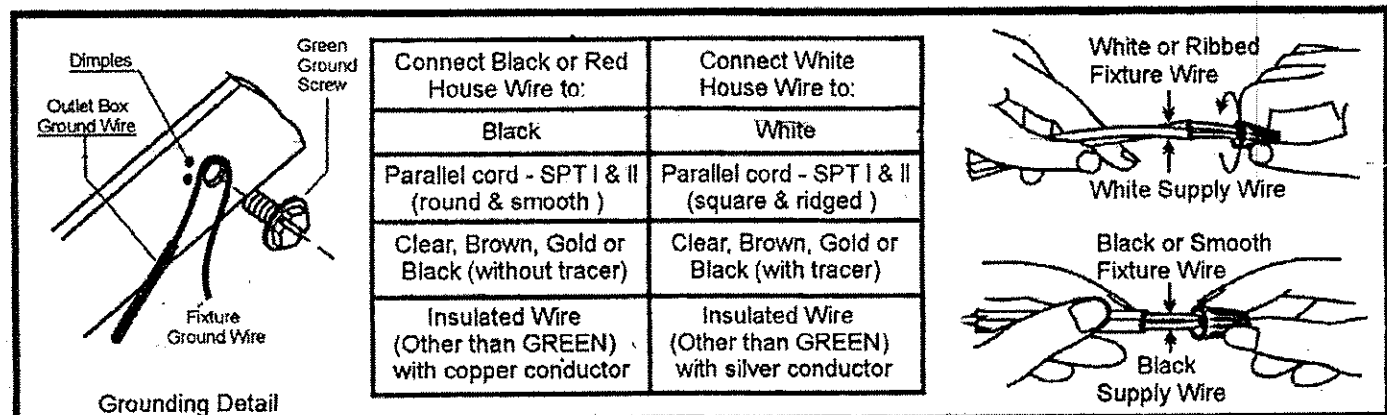 Dimples
Green
Ground
Screw
Outlet Box
Ground Wire
Fixture
Ground Wire
Grounding Detail
Connect Black or Red
House Wire to:
Connect White
House Wire to:
Black
White
Parallel cord - SPT I & II
(round & smooth )
Parallel cord - SPT I & II
(square & ridged )
Clear, Brown, Gold or
Black (without tracer)
Clear, Brown, Gold or
Black (with tracer)
Insulated Wire
(Other than GREEN)
with copper conductor
Insulated Wire
(Other than GREEN)
with silver conductor
White or Ribbed
Fixture Wire
White Supply Wire
Black or Smooth
Fixture Wire
Black
Supply Wire